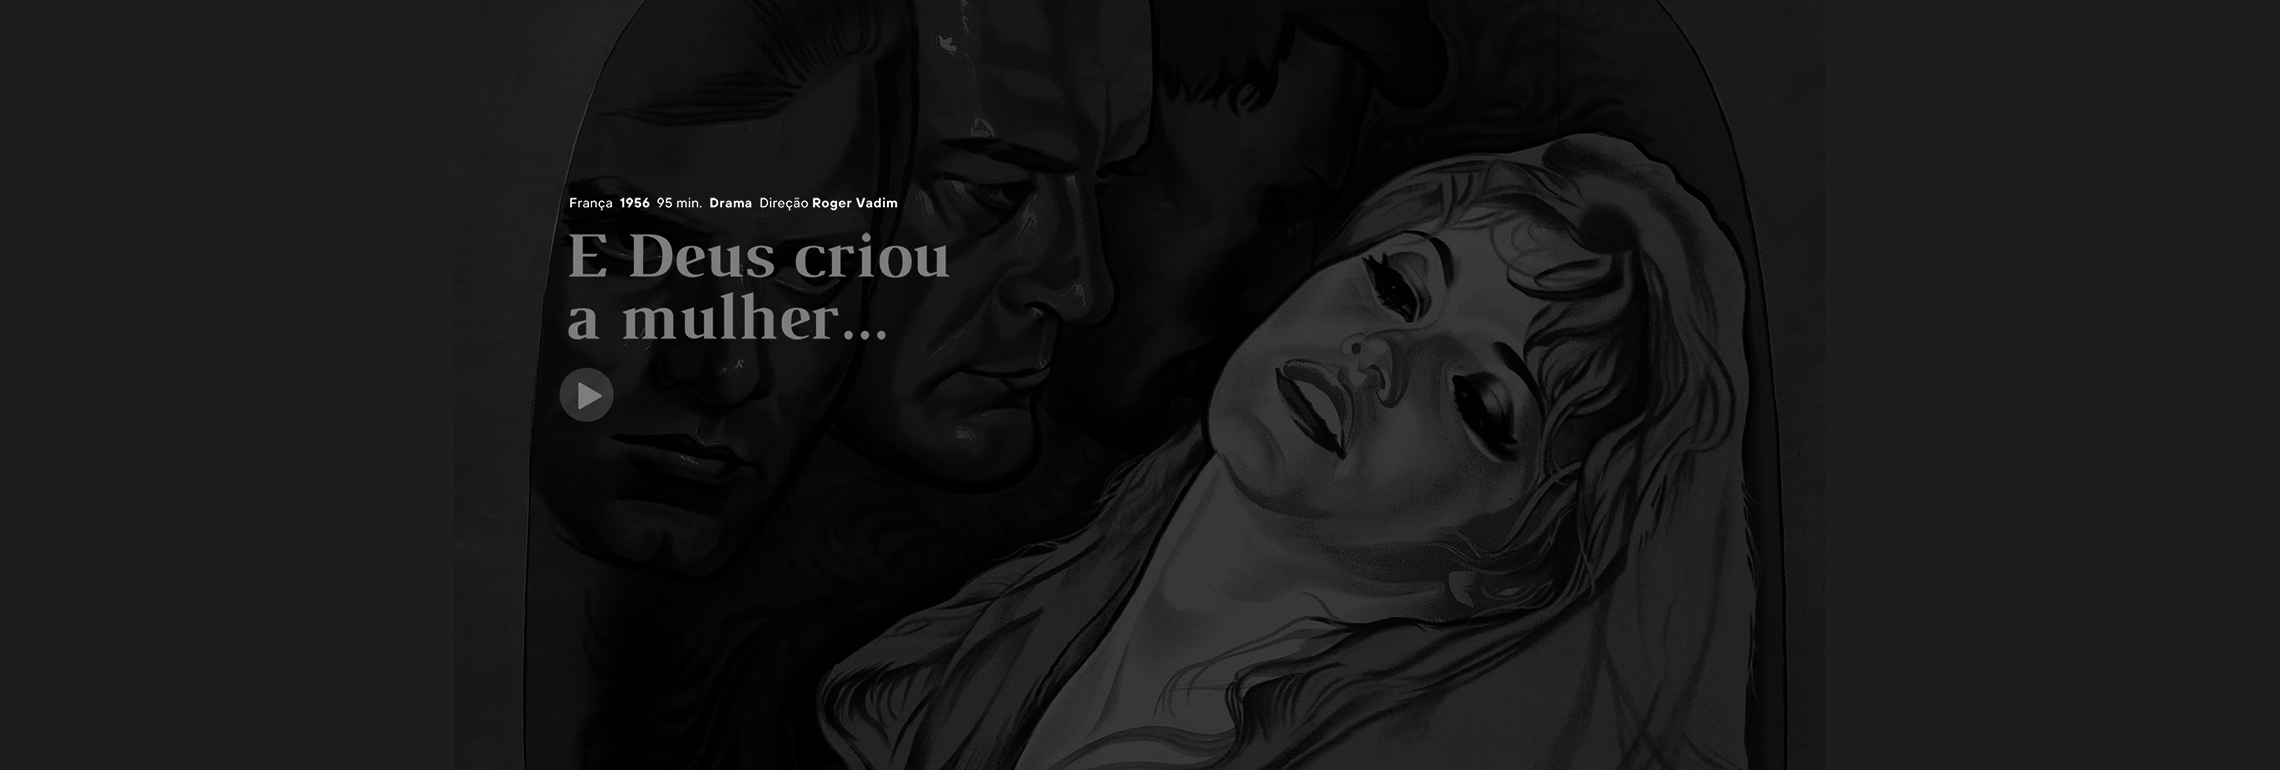 França 1956 95 min. Drama Direção Roger Vadim
E Deus criou
a mulher...